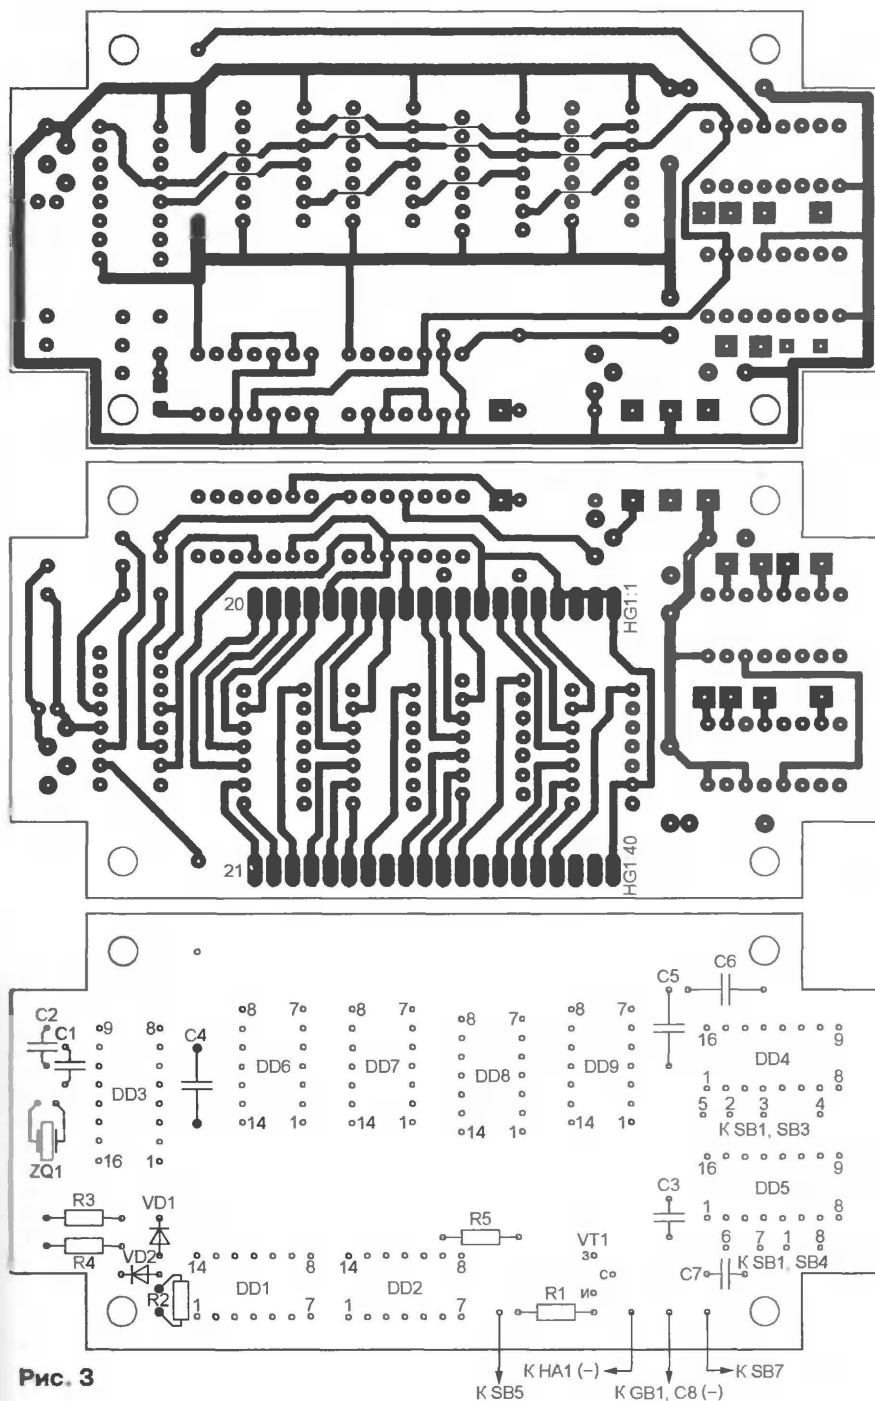 20
HG1:1
21
HG1:40
C2
C1
ZQ1
R3
R4
9
8
DD3
16
1
C4
VD1
VD2
R2
8
7
DD6
14
1
8
7
DD7
14
1
8
7
DD8
14
1
8
7
DD9
14
1
C5
C6
16
9
DD4
1
8
5
2
3
4
К SB1, SB3
16
9
DD5
1
8
6
7
1
8
К SB1, SB4
C3
C7
R5
VT1
З
С
И
R1
14
8
DD1
1
7
14
8
DD2
1
7
К SB5
К HA1 (–)
К GB1, C8 (–)
К SB7
Рис. 3